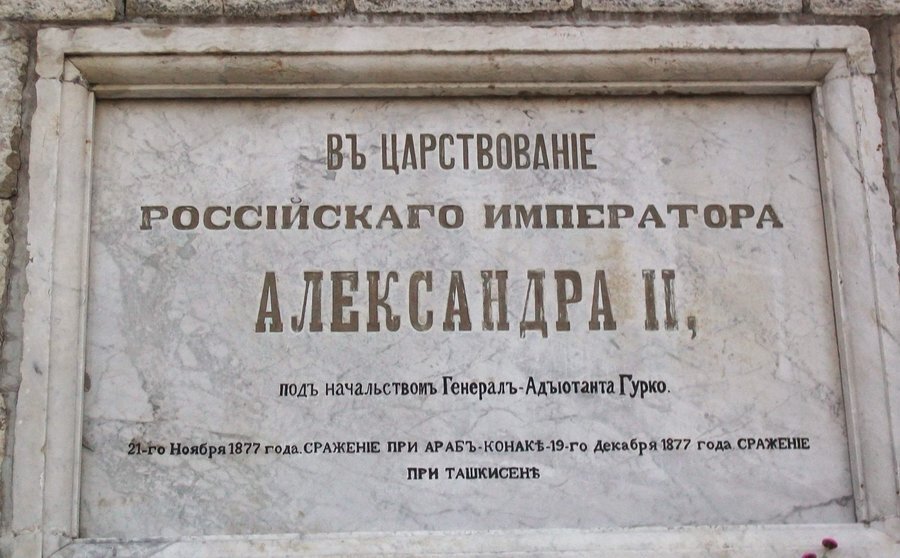 ВЪ ЦАРСТВОВАНІЕ
РОССІЙСКАГО ИМПЕРАТОРА
АЛЕКСАНДРА II,
подъ начальствомъ Генералъ-Адъютанта Гурко.
21-го Ноября 1877 года. СРАЖЕНІЕ ПРИ АРАБЪ-КОНАКѢ-19-го Декабря 1877 года. СРАЖЕНІЕ
ПРИ ТАШКИСЕНѢ